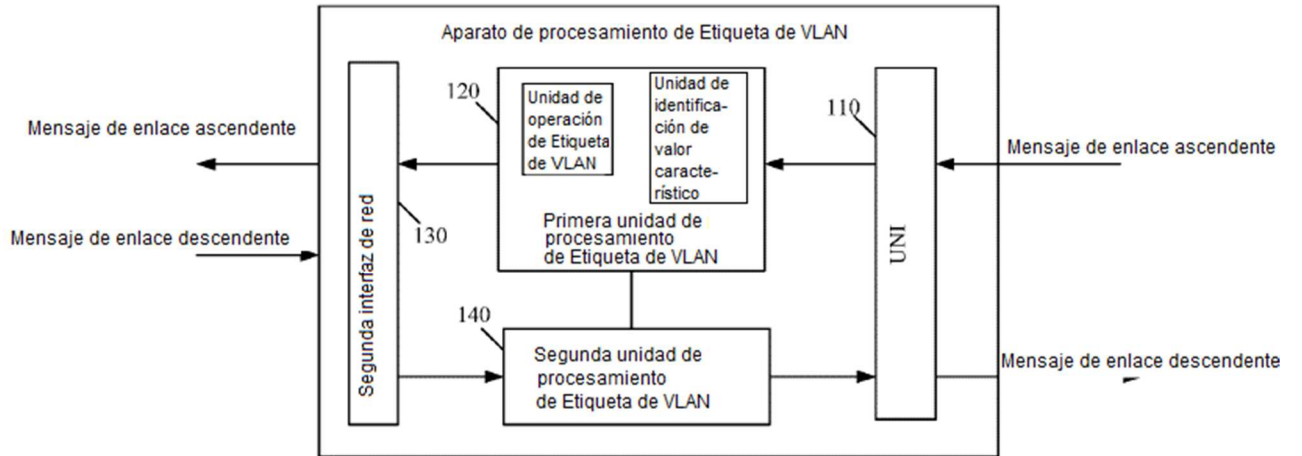 Aparato de procesamiento de Etiqueta de VLAN
120
Unidad de
operación
de Etiqueta
de VLAN
Unidad de
identifica-
ción de
valor
caracte-
rístico
110
Mensaje de enlace ascendente
Mensaje de enlace ascendente
Primera unidad de
procesamiento
de Etiqueta de VLAN
130
Mensaje de enlace descendente
Segunda interfaz de red
UNI
140
Segunda unidad de
procesamiento
de Etiqueta de VLAN
Mensaje de enlace descendente